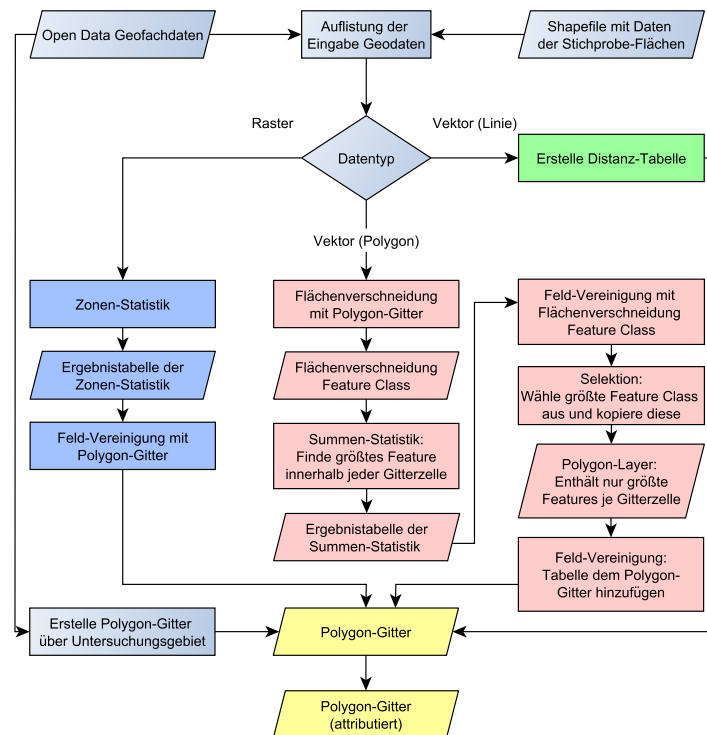 Open Data Geofachdaten
Auflistung der
Eingabe Geodaten
Shapefile mit Daten
der Stichprobe-Flächen
Raster
Vektor (Linie)
Datentyp
Erstelle Distanz-Tabelle
Vektor (Polygon)
Zonen-Statistik
Ergebnistabelle der
Zonen-Statistik
Feld-Vereinigung mit
Polygon-Gitter
Flächenverschneidung
mit Polygon-Gitter
Flächenverschneidung
Feature Class
Summen-Statistik:
Finde größtes Feature
innerhalb jeder Gitterzelle
Ergebnistabelle der
Summen-Statistik
Feld-Vereinigung mit
Flächenverschneidung
Feature Class
Selektion:
Wähle größte Feature Class
aus und kopiere diese
Polygon-Layer:
Enthält nur größte
Features je Gitterzelle
Feld-Vereinigung:
Tabelle dem Polygon-
Gitter hinzufügen
Erstelle Polygon-Gitter
über Untersuchungsgebiet
Polygon-Gitter
Polygon-Gitter
(attributiert)